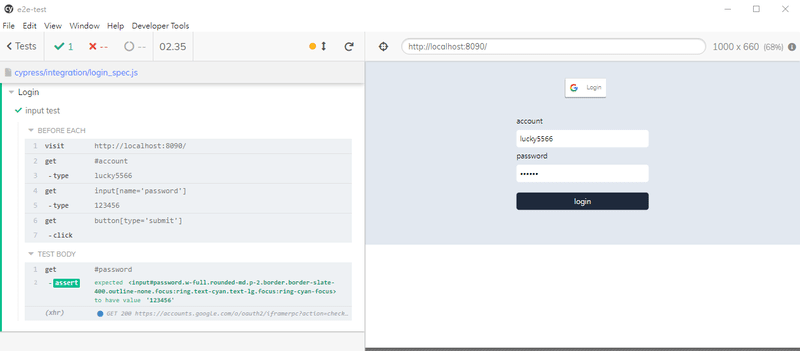 e2e-test
File Edit View Window Help Developer Tools
Tests 1 -- -- 02.35 http://localhost:8090/ 1000 x 660 (68%)
cypress/integration/login_spec.js
Login
input test
BEFORE EACH
1 visit http://localhost:8090/
2 get #account
3 -type lucky5566
4 get input[name='password']
5 -type 123456
6 get button[type='submit']
7 -click
TEST BODY
1 get #password
1 -assert expected <input#password.w-full.rounded-md.p-2.border.border-slate-
400.outline-none.focus:ring.text-cyan.text-lg.focus:ring-cyan-focus>
to have value '123456'
(xhr) GET 200 https://accounts.google.com/o/oauth2/iframerpc?action=check…
G Login
account
lucky5566
password
••••••
login